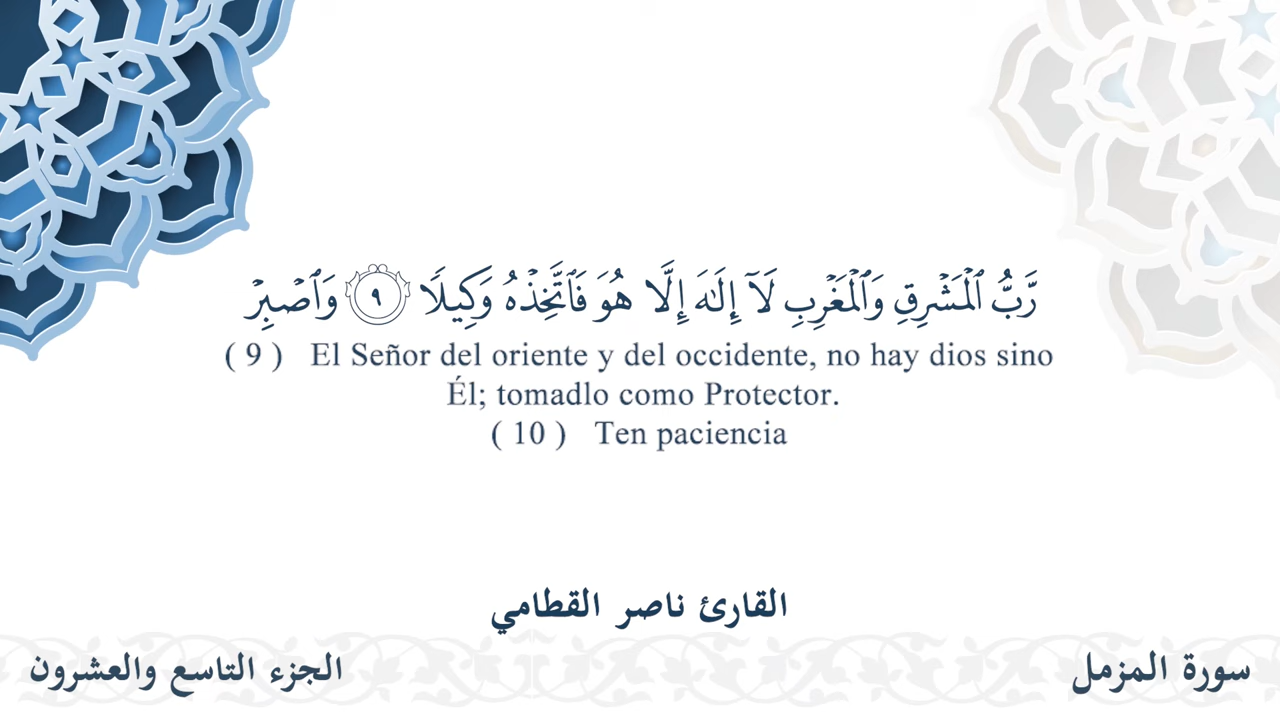 رَّبُّ ٱلْمَشْرِقِ وَٱلْمَغْرِبِ لَآ إِلَٰهَ إِلَّا هُوَ فَٱتَّخِذْهُ وَكِيلًا ٩ وَٱصْبِرْ
( 9 ) El Señor del oriente y del occidente, no hay dios sino
Él; tomadlo como Protector.
( 10 ) Ten paciencia
القارئ ناصر القطامي
سورة المزمل
الجزء التاسع والعشرون